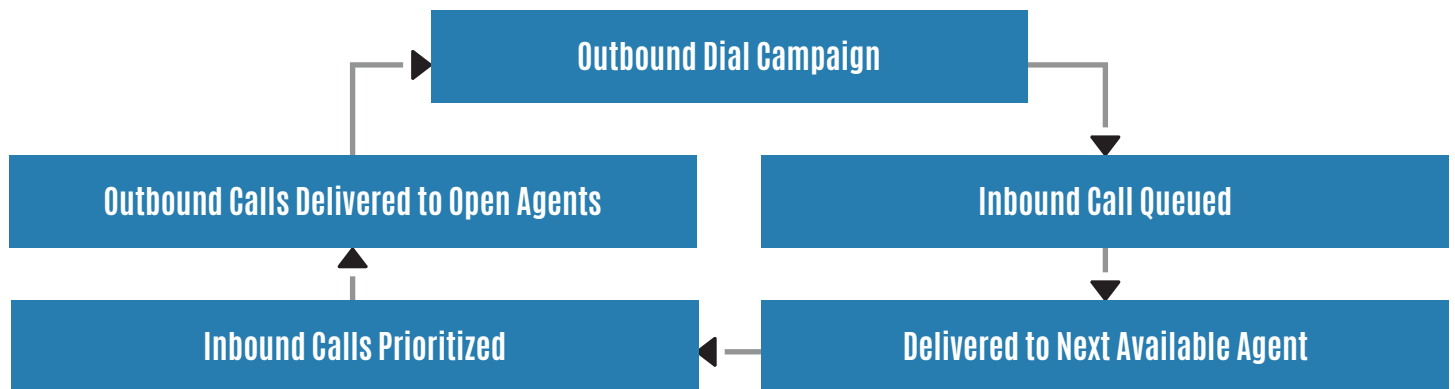 Outbound Dial Campaign
Outbound Calls Delivered to Open Agents
Inbound Call Queued
Inbound Calls Prioritized
Delivered to Next Available Agent